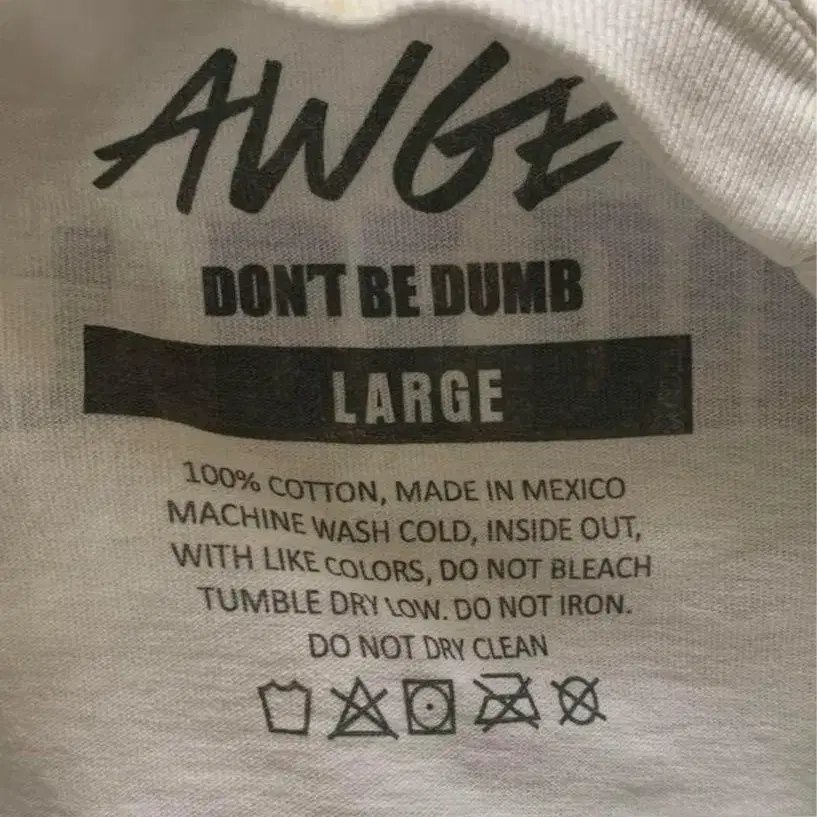 AWGE
DON'T BE DUMB
LARGE
100% COTTON, MADE IN MEXICO
MACHINE WASH COLD, INSIDE OUT,
WITH LIKE COLORS, DO NOT BLEACH
TUMBLE DRY LOW. DO NOT IRON.
DO NOT DRY CLEAN